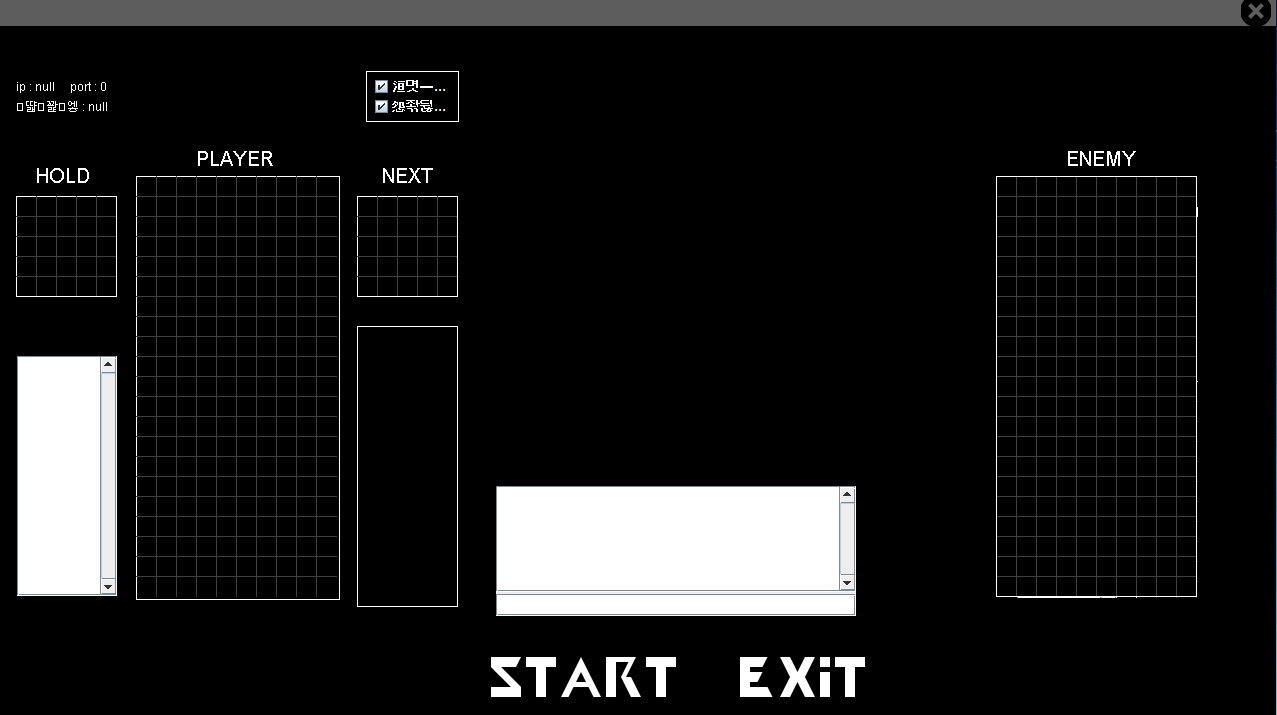 ip : null port : 0
HOLD
PLAYER
NEXT
ENEMY
START EXiT